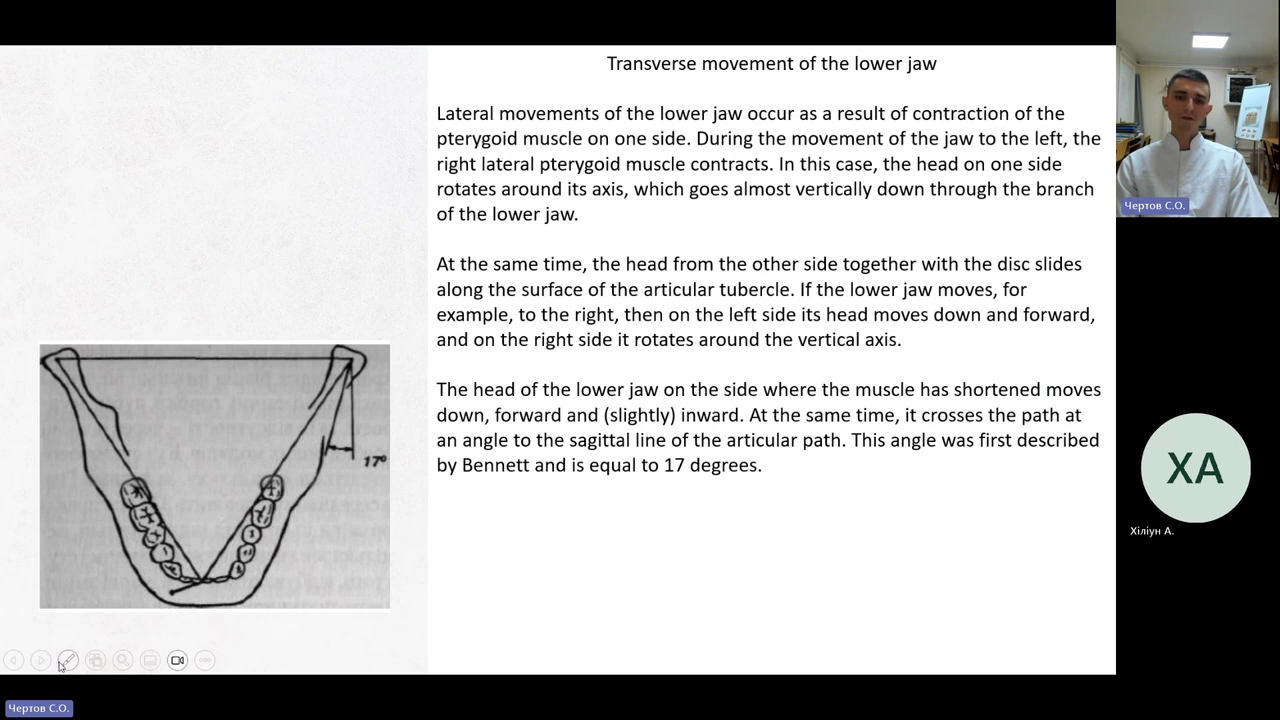 Transverse movement of the lower jaw
Lateral movements of the lower jaw occur as a result of contraction of the
pterygoid muscle on one side. During the movement of the jaw to the left, the
right lateral pterygoid muscle contracts. In this case, the head on one side
rotates around its axis, which goes almost vertically down through the branch
of the lower jaw.
At the same time, the head from the other side together with the disc slides
along the surface of the articular tubercle. If the lower jaw moves, for
example, to the right, then on the left side its head moves down and forward,
and on the right side it rotates around the vertical axis.
The head of the lower jaw on the side where the muscle has shortened moves
down, forward and (slightly) inward. At the same time, it crosses the path at
an angle to the sagittal line of the articular path. This angle was first described
by Bennett and is equal to 17 degrees.
17°
Чертов С.О.
ХА
Хіліун А.
Чертов С.О.